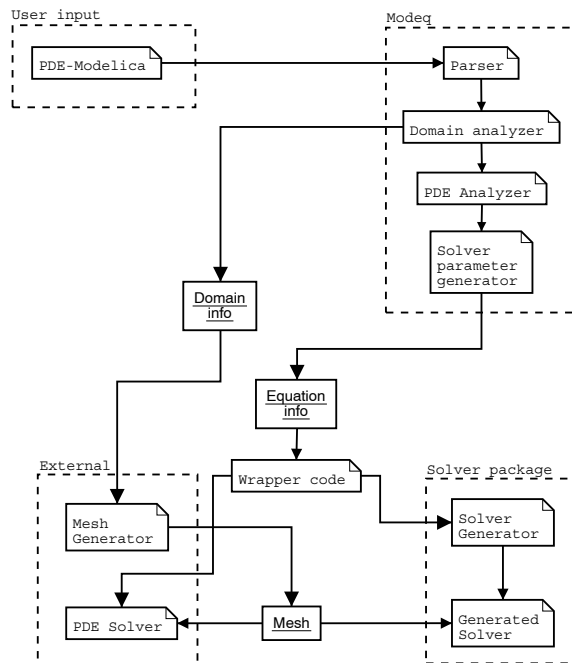 User input
Modeq
PDE-Modelica
Parser
Domain analyzer
PDE Analyzer
Solver
parameter
generator
Domain
info
Equation
info
External
Wrapper code
Solver package
Mesh
Generator
Solver
Generator
PDE Solver
Mesh
Generated
Solver